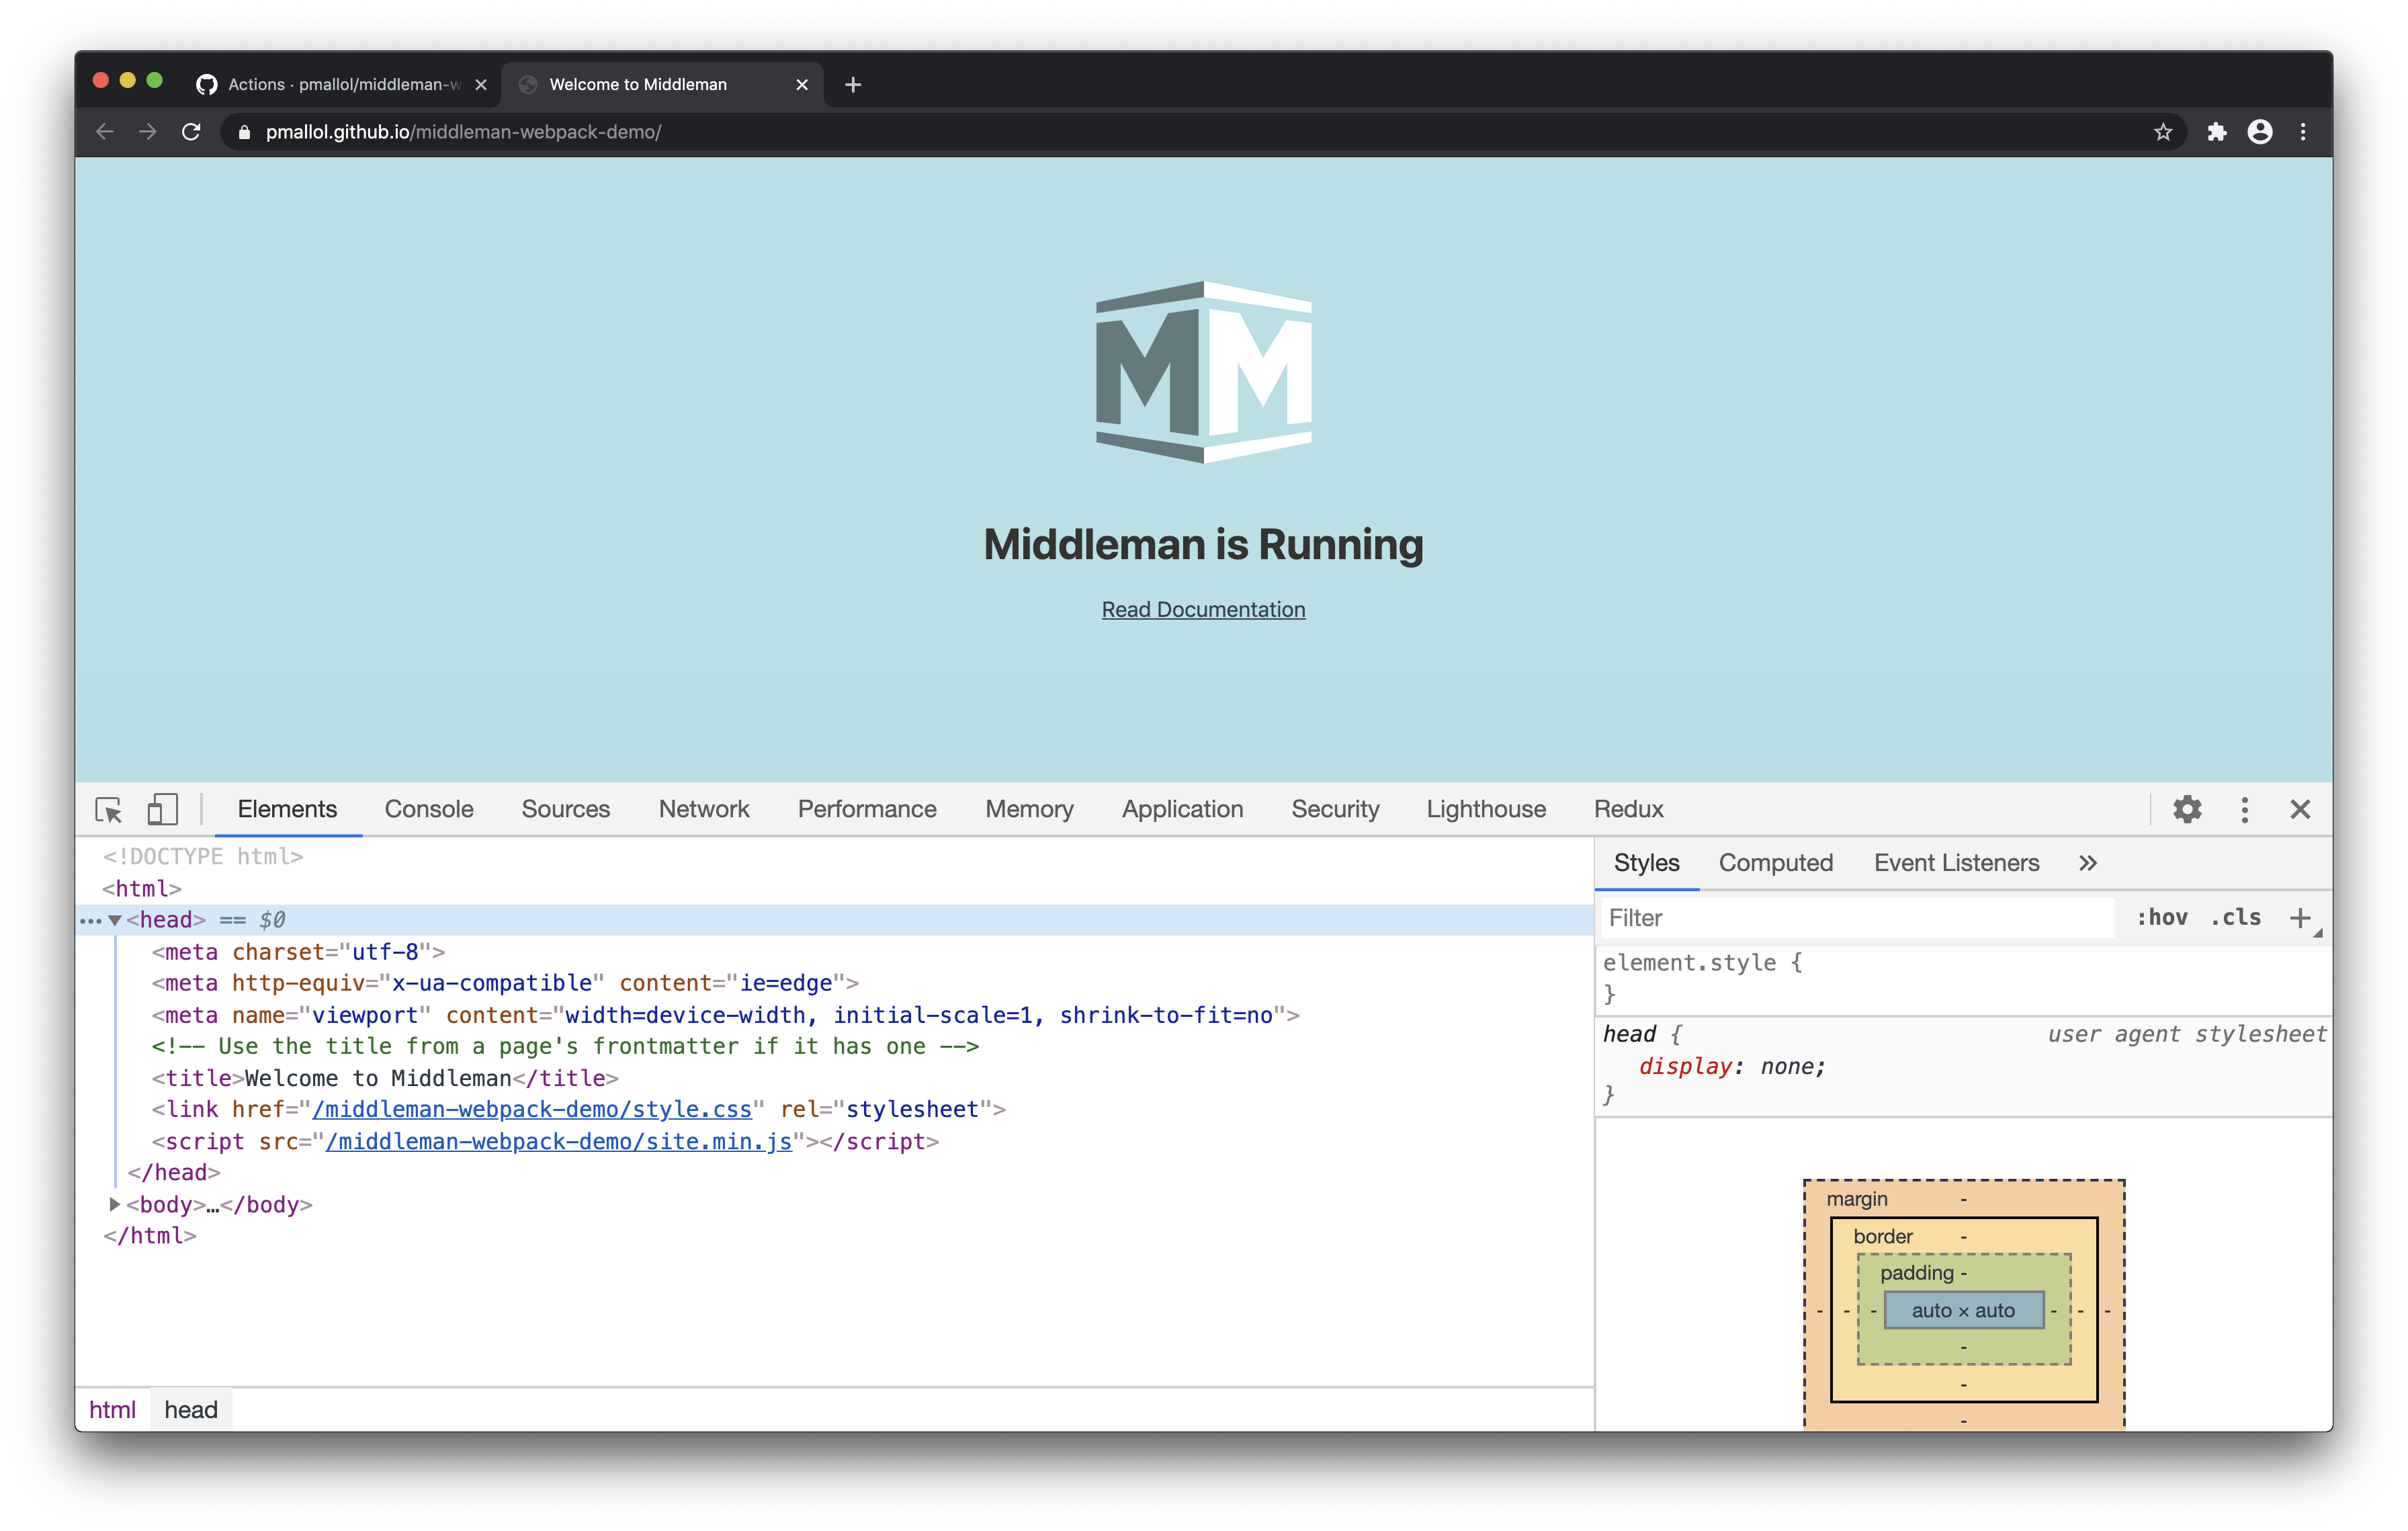 Actions · pmallol/middleman-w
Welcome to Middleman
pmallol.github.io/middleman-webpack-demo/
MM
Middleman is Running
Read Documentation
Elements Console Sources Network Performance Memory Application Security Lighthouse Redux
<!DOCTYPE html>
<html>
<head> == $0
<meta charset="utf-8">
<meta http-equiv="x-ua-compatible" content="ie=edge">
<meta name="viewport" content="width=device-width, initial-scale=1, shrink-to-fit=no">
<!-- Use the title from a page's frontmatter if it has one -->
<title>Welcome to Middleman</title>
<link href="/middleman-webpack-demo/style.css" rel="stylesheet">
<script src="/middleman-webpack-demo/site.min.js"></script>
</head>
<body>…</body>
</html>
html head
Styles Computed Event Listeners »
Filter :hov .cls +
element.style {
}
head { user agent stylesheet
display: none;
}
margin -
border -
padding -
- - - auto × auto - - -
-
-
-